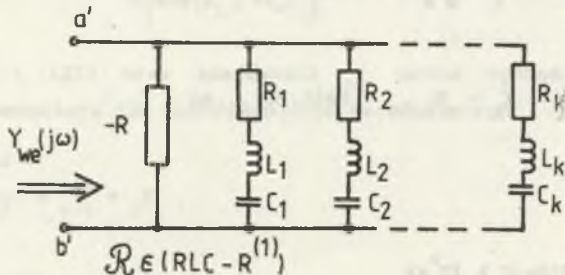 a'
-R
R₁
R₂
Rₖ
Y_we(jω)
L₁
L₂
Lₖ
C₁
C₂
Cₖ
b'
ℛ ∈ (RLC-R⁽¹⁾)